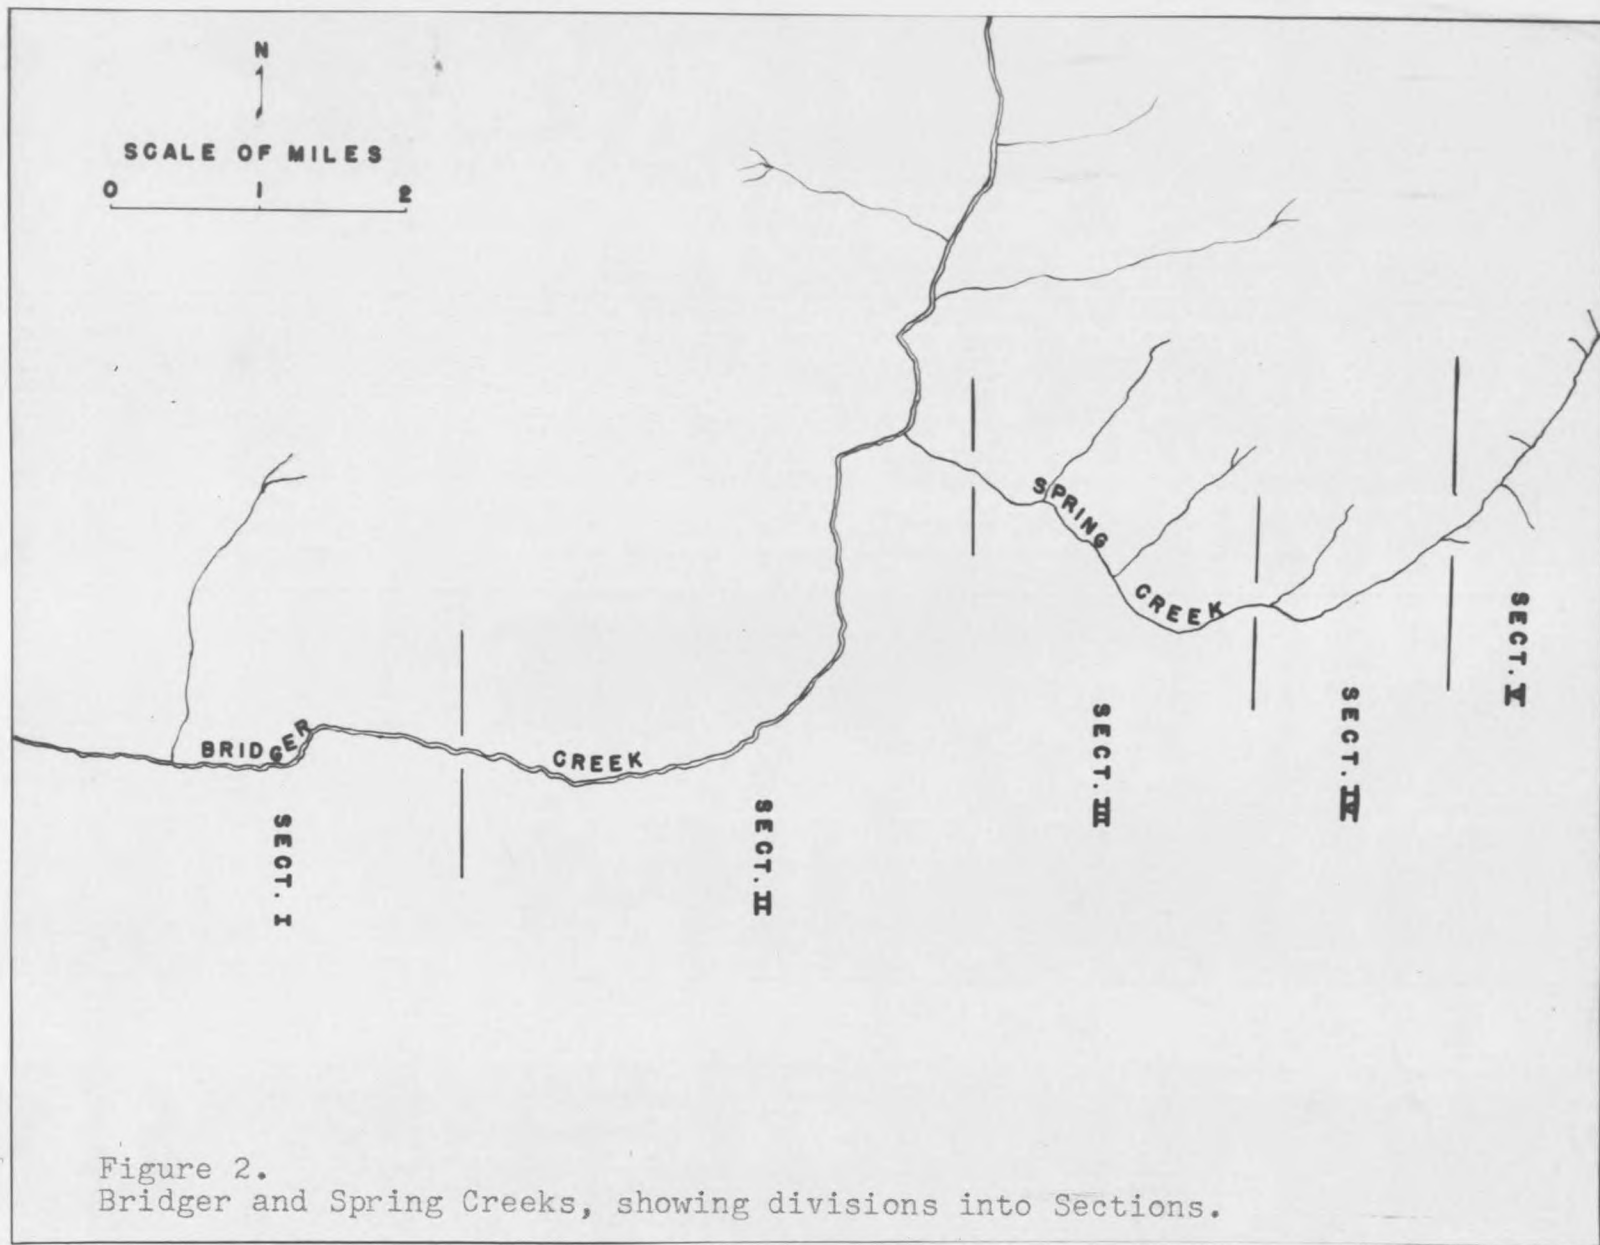 N
SCALE OF MILES
0 1 2
SPRING
CREEK
BRIDGER
CREEK
SECT. I
SECT. II
SECT. III
SECT. IV
SECT. V
Figure 2.
Bridger and Spring Creeks, showing divisions into Sections.